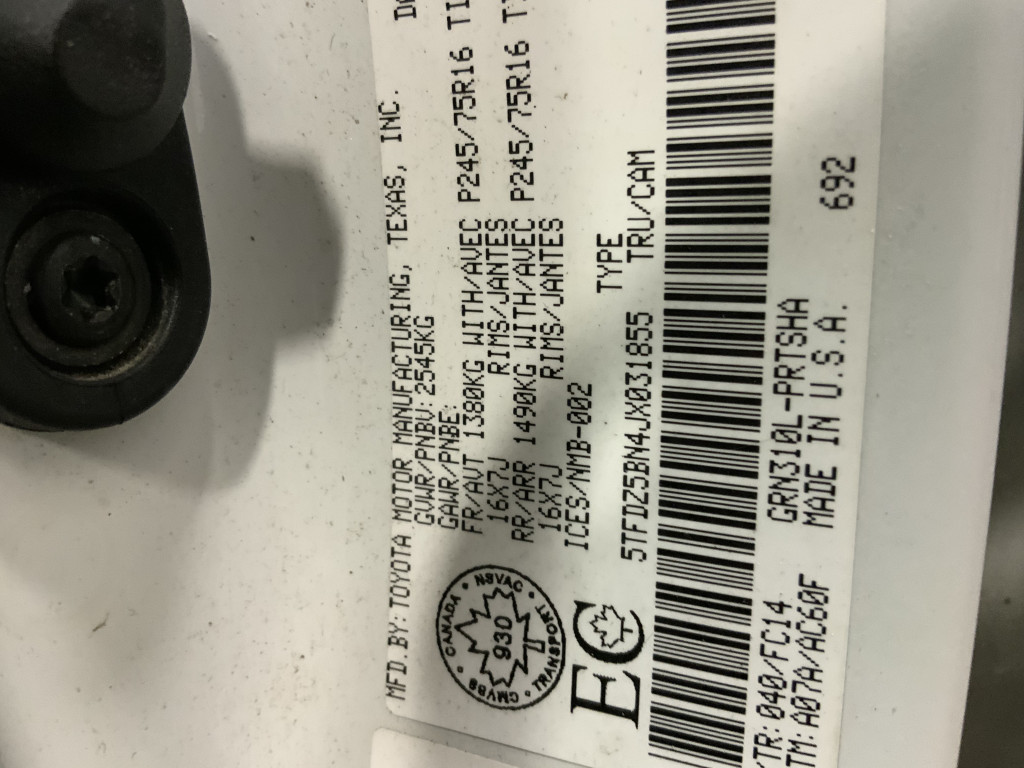 MFD.BY:TOYOTA MOTOR MANUFACTURING, TEXAS, INC.
GVWR/PNBV:2545KG
GAWR/PNBE:
FR/AVT 1380KG WITH/AVEC P245/75R16
16X7J RIMS/JANTES
RR/ARR 1490KG WITH/AVEC P245/75R16
16X7J RIMS/JANTES
ICES/NMB-002
TYPE
5TFDZ5BN4JX031855 TRU/CAM
CANADA · NSVAC · TRANSPORT · CMVSS
930
EC
/TR:040/FC14 GRN310L-PRTSHA
TM:A07A/AC60F MADE IN U.S.A. 692